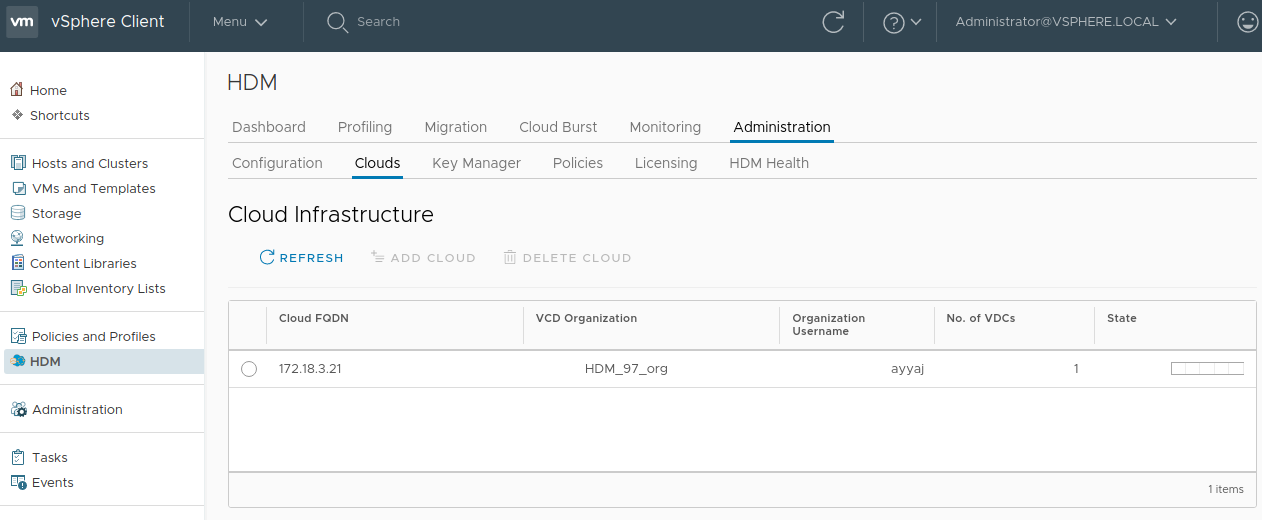 vm vSphere Client Menu Search Administrator@VSPHERE.LOCAL
Home
Shortcuts
Hosts and Clusters
VMs and Templates
Storage
Networking
Content Libraries
Global Inventory Lists
Policies and Profiles
HDM
Administration
Tasks
Events
HDM
Dashboard Profiling Migration Cloud Burst Monitoring Administration
Configuration Clouds Key Manager Policies Licensing HDM Health
Cloud Infrastructure
REFRESH ADD CLOUD DELETE CLOUD
Cloud FQDN VCD Organization Organization Username No. of VDCs State
172.18.3.21 HDM_97_org ayyaj 1
1 items